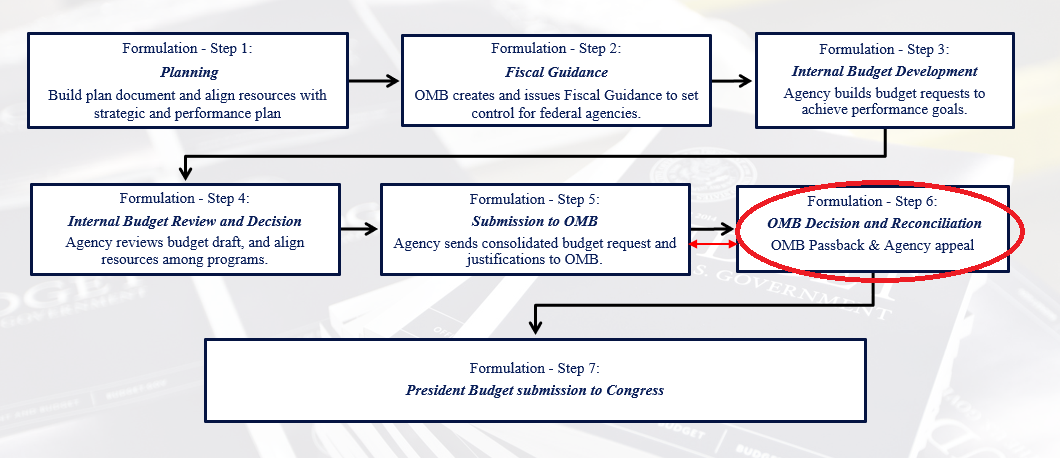 Formulation - Step 1:
Planning
Build plan document and align resources with
strategic and performance plan
Formulation - Step 2:
Fiscal Guidance
OMB creates and issues Fiscal Guidance to set
control for federal agencies.
Formulation - Step 3:
Internal Budget Development
Agency builds budget requests to
achieve performance goals.
Formulation - Step 4:
Internal Budget Review and Decision
Agency reviews budget draft, and align
resources among programs.
Formulation - Step 5:
Submission to OMB
Agency sends consolidated budget request and
justifications to OMB.
Formulation - Step 6:
OMB Decision and Reconciliation
OMB Passback & Agency appeal
Formulation - Step 7:
President Budget submission to Congress